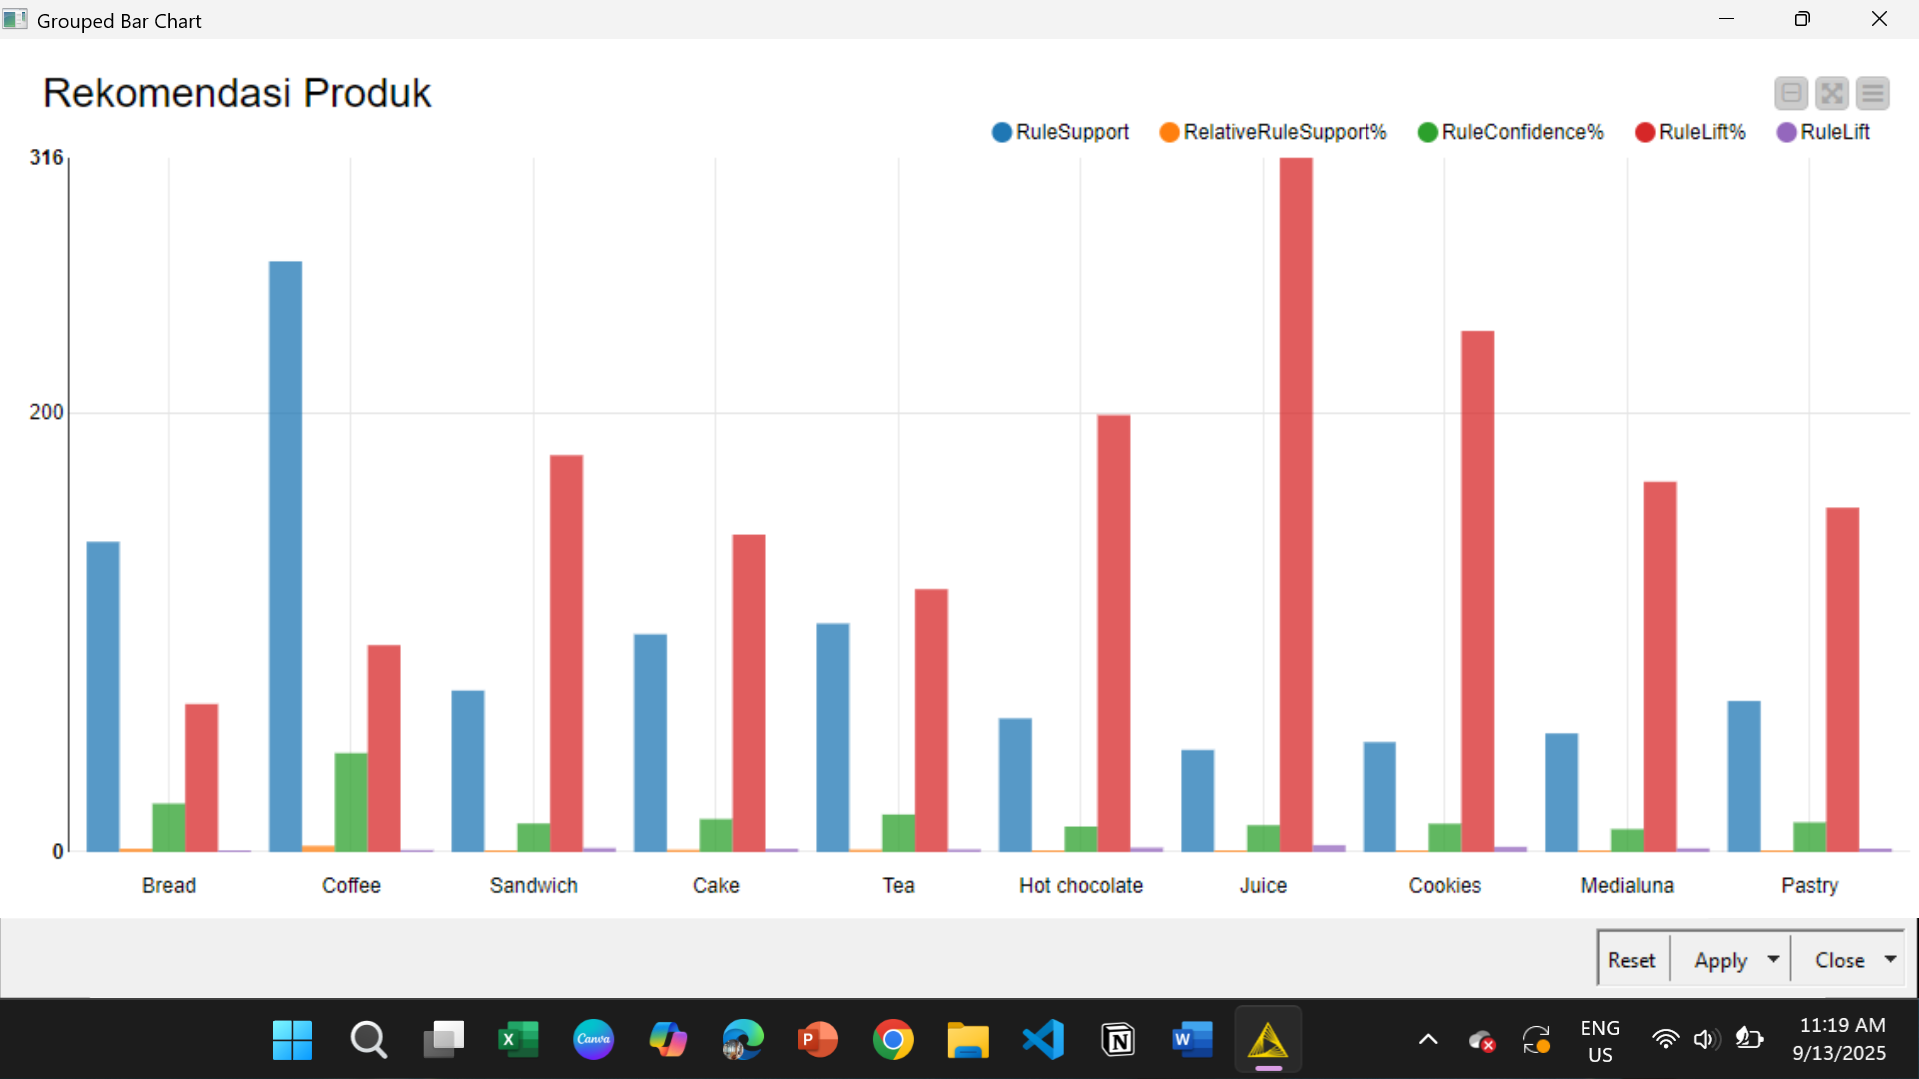 Grouped Bar Chart
Rekomendasi Produk
RuleSupport RelativeRuleSupport% RuleConfidence% RuleLift% RuleLift
316
200
0
Bread Coffee Sandwich Cake Tea Hot chocolate Juice Cookies Medialuna Pastry
Reset Apply Close
X Canva P N W
ENG
US
11:19 AM
9/13/2025